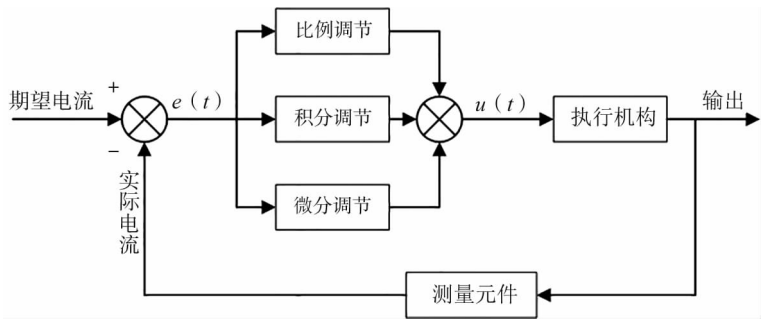 比例调节
+
期望电流
e(t)
积分调节
u(t)
执行机构
输出
−
实际电流
微分调节
测量元件